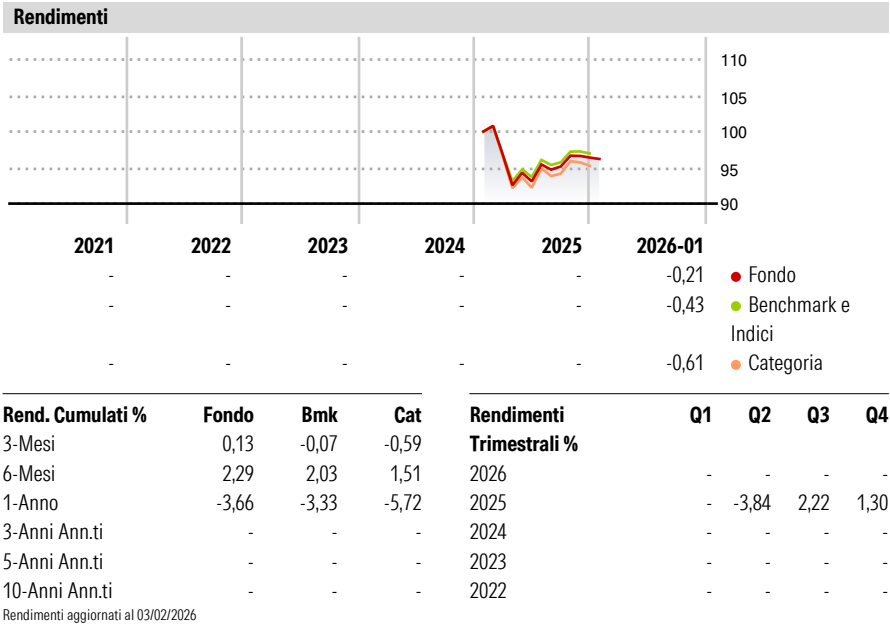 Rendimenti
110
105
100
95
90
2021 2022 2023 2024 2025 2026-01
- - - - - -0,21 Fondo
- - - - - -0,43 Benchmark e
Indici
- - - - - -0,61 Categoria
Rend. Cumulati % Fondo Bmk Cat
3-Mesi 0,13 -0,07 -0,59
6-Mesi 2,29 2,03 1,51
1-Anno -3,66 -3,33 -5,72
3-Anni Ann.ti - - -
5-Anni Ann.ti - - -
10-Anni Ann.ti - - -
Rendimenti Q1 Q2 Q3 Q4
Trimestrali %
2026 - - - -
2025 - -3,84 2,22 1,30
2024 - - - -
2023 - - - -
2022 - - - -
Rendimenti aggiornati al 03/02/2026